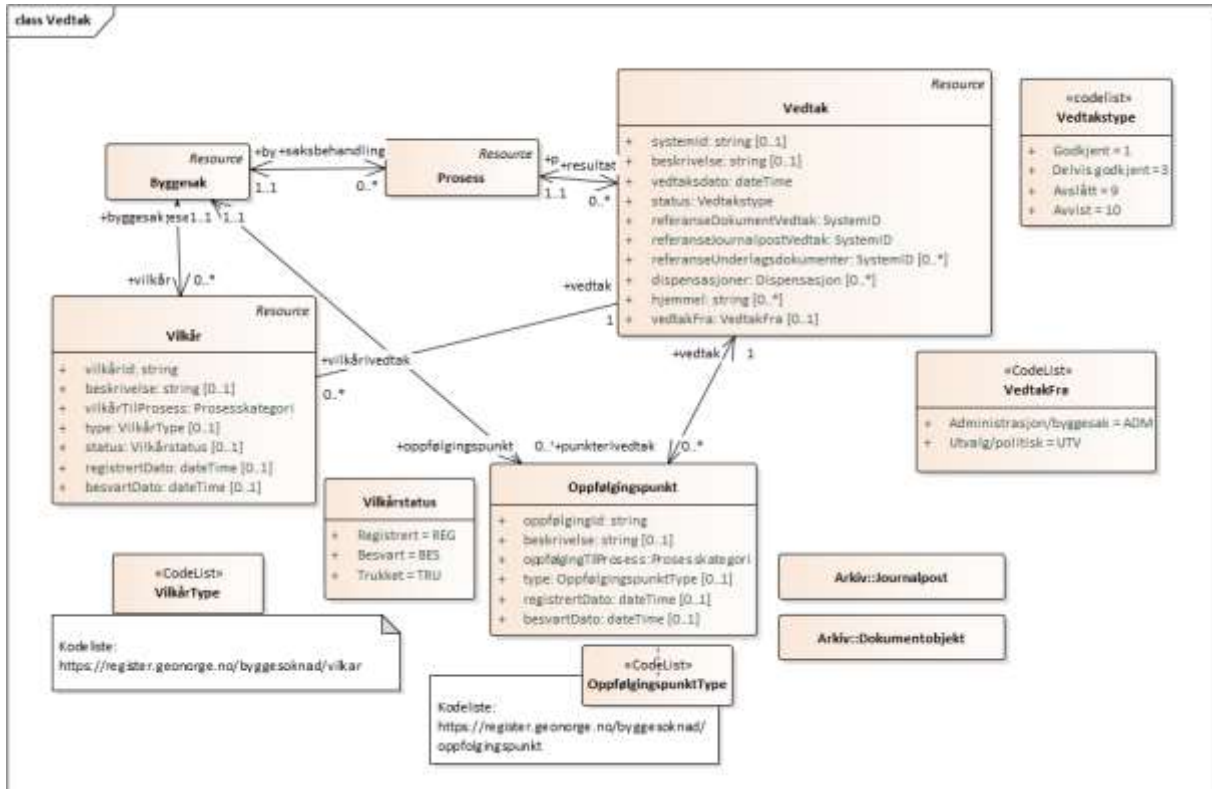 class Vedtak
Resource
Vedtak
+ systemid: string [0..1]
+ beskrivelse: string [0..1]
+ vedtaksdato: dateTime
+ status: Vedtakstype
+ referanseDokumentVedtak: SystemID
+ referanseJournalpostVedtak: SystemID
+ referanseUnderlagsdokumenter: SystemID [0..*]
+ dispensasjoner: Dispensasjon [0..*]
+ hjemmel: string [0..*]
+ vedtakFra: VedtakFra [0..1]
«codelist»
Vedtakstype
+ Godkjent = 1
+ Delvis godkjent =3
+ Avslått = 9
+ Avvist = 10
Resource
Byggesak
+by +saksbehandling
1..1
0..*
Resource
Prosess
+p
+resultat
1..1
0..*
+byggesak
1..1
1..1
+vilkår
0..*
Resource
Vilkår
+ vilkårId: string
+ beskrivelse: string [0..1]
+ vilkårTilProsess: Prosesskategori
+ type: VilkårType [0..1]
+ status: Vilkårstatus [0..1]
+ registrertDato: dateTime [0..1]
+ besvartDato: dateTime [0..1]
+vedtak
1
+vilkårivedtak
0..*
+vedtak
1
«CodeList»
VedtakFra
+ Administrasjon/byggesak = ADM
+ Utvalg/politisk = UTV
+oppfølgingspunkt
0..*
+punkterivedtak
0..*
Vilkårstatus
+ Registrert = REG
+ Besvart = BES
+ Trukket = TRU
Oppfølgingspunkt
+ oppfølgingId: string
+ beskrivelse: string [0..1]
+ oppfølgingTilProsess: Prosesskategori
+ type: OppfølgingspunktType [0..1]
+ registrertDato: dateTime [0..1]
+ besvartDato: dateTime [0..1]
«CodeList»
VilkårType
Kodeliste:
https://register.geonorge.no/byggesoknad/vilkar
Arkiv::Journalpost
Arkiv::Dokumentobjekt
«CodeList»
OppfølgingspunktType
Kodeliste:
https://register.geonorge.no/byggesoknad/
oppfolgingspunkt